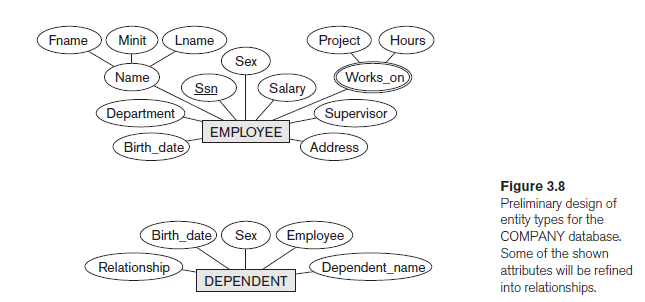 Fname Minit Lname Project Hours
Sex
Name Works_on
Ssn Salary
Department Supervisor
EMPLOYEE
Birth_date Address
Figure 3.8
Preliminary design of
entity types for the
COMPANY database.
Some of the shown
attributes will be refined
into relationships.
Birth_date Sex Employee
Relationship Dependent_name
DEPENDENT